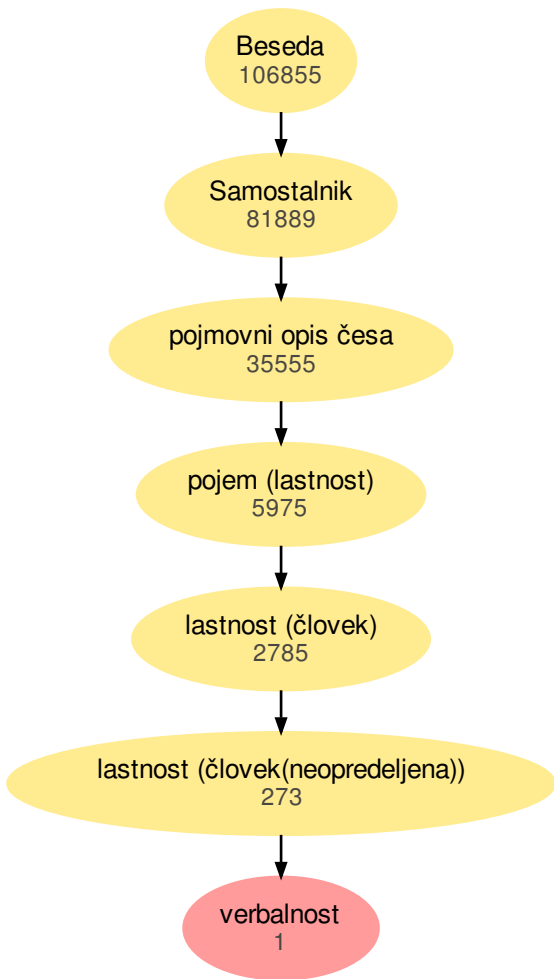 Beseda
106855
Samostalnik
81889
pojmovni opis česa
35555
pojem (lastnost)
5975
lastnost (človek)
2785
lastnost (človek(neopredeljena))
273
verbalnost
1